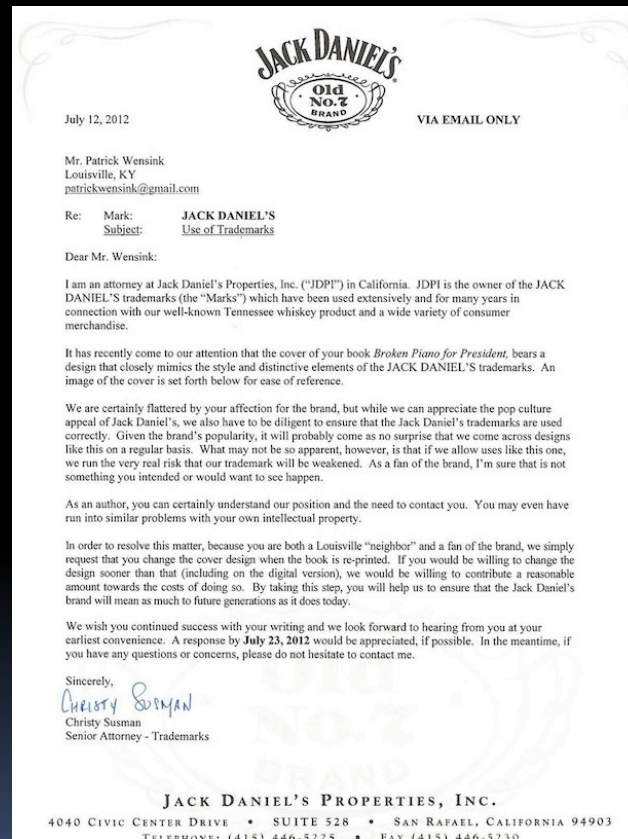 JACK DANIEL'S
Old
No.7
BRAND
July 12, 2012
VIA EMAIL ONLY
Mr. Patrick Wensink
Louisville, KY
patrickwensink@gmail.com
Re: Mark: JACK DANIEL'S
Subject: Use of Trademarks
Dear Mr. Wensink:
I am an attorney at Jack Daniel's Properties, Inc. (“JDPI”) in California. JDPI is the owner of the JACK
DANIEL'S trademarks (the “Marks”) which have been used extensively and for many years in
connection with our well-known Tennessee whiskey product and a wide variety of consumer
merchandise.
It has recently come to our attention that the cover of your book Broken Piano for President, bears a
design that closely mimics the style and distinctive elements of the JACK DANIEL'S trademarks. An
image of the cover is set forth below for ease of reference.
We are certainly flattered by your affection for the brand, but while we can appreciate the pop culture
appeal of Jack Daniel's, we also have to be diligent to ensure that the Jack Daniel's trademarks are used
correctly. Given the brand's popularity, it will probably come as no surprise that we come across designs
like this on a regular basis. What may not be so apparent, however, is that if we allow uses like this one,
we run the very real risk that our trademark will be weakened. As a fan of the brand, I'm sure that is not
something you intended or would want to see happen.
As an author, you can certainly understand our position and the need to contact you. You may even have
run into similar problems with your own intellectual property.
In order to resolve this matter, because you are both a Louisville “neighbor” and a fan of the brand, we simply
request that you change the cover design when the book is re-printed. If you would be willing to change the
design sooner than that (including on the digital version), we would be willing to contribute a reasonable
amount towards the costs of doing so. By taking this step, you will help us to ensure that the Jack Daniel's
brand will mean as much to future generations as it does today.
We wish you continued success with your writing and we look forward to hearing from you at your
earliest convenience. A response by July 23, 2012 would be appreciated, if possible. In the meantime, if
you have any questions or concerns, please do not hesitate to contact me.
Sincerely,
CHRISTY SUSMAN
Christy Susman
Senior Attorney - Trademarks
Old
No.7
BRAND
JACK DANIEL'S PROPERTIES, INC.
4040 CIVIC CENTER DRIVE • SUITE 528 • SAN RAFAEL, CALIFORNIA 94903
TELEPHONE: (415) 446-5225 • FAX (415) 446-5230